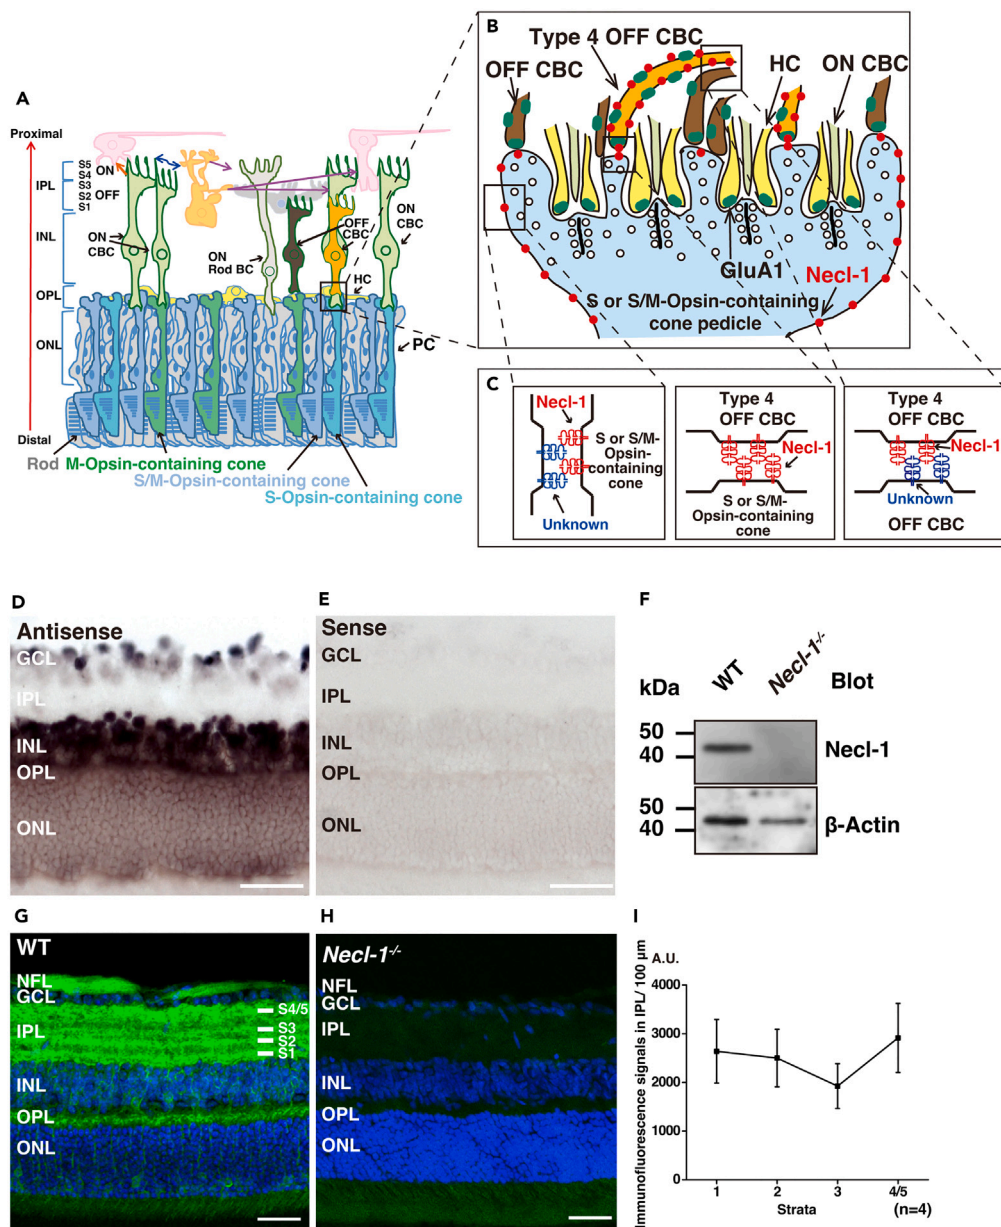 A
Proximal
S5
S4
S3
S2
S1
ON
OFF
IPL
INL
OPL
ONL
ON
CBC
ON
Rod BC
OFF
CBC
ON
CBC
HC
PC
Distal
Rod M-Opsin-containing cone
S/M-Opsin-containing cone
S-Opsin-containing cone
B
Type 4 OFF CBC
OFF CBC
HC
ON CBC
GluA1
Necl-1
S or S/M-Opsin-containing
cone pedicle
C
Necl-1
S or S/M-
Opsin-
containing
cone
Unknown
Type 4
OFF CBC
Necl-1
S or S/M-
Opsin-containing
cone
Type 4
OFF CBC
Necl-1
Unknown
OFF CBC
D
Antisense
GCL
IPL
INL
OPL
ONL
E
Sense
GCL
IPL
INL
OPL
ONL
F
kDa
WT
Necl-1-/-
Blot
50
40
Necl-1
50
40
β-Actin
G
WT
NFL
GCL
IPL
S4/5
S3
S2
S1
INL
OPL
ONL
H
Necl-1-/-
NFL
GCL
IPL
INL
OPL
ONL
I
A.U.
Immunofluorescence signals in IPL/ 100 μm
4000
3000
2000
1000
0
1
2
3
4/5
Strata
(n=4)